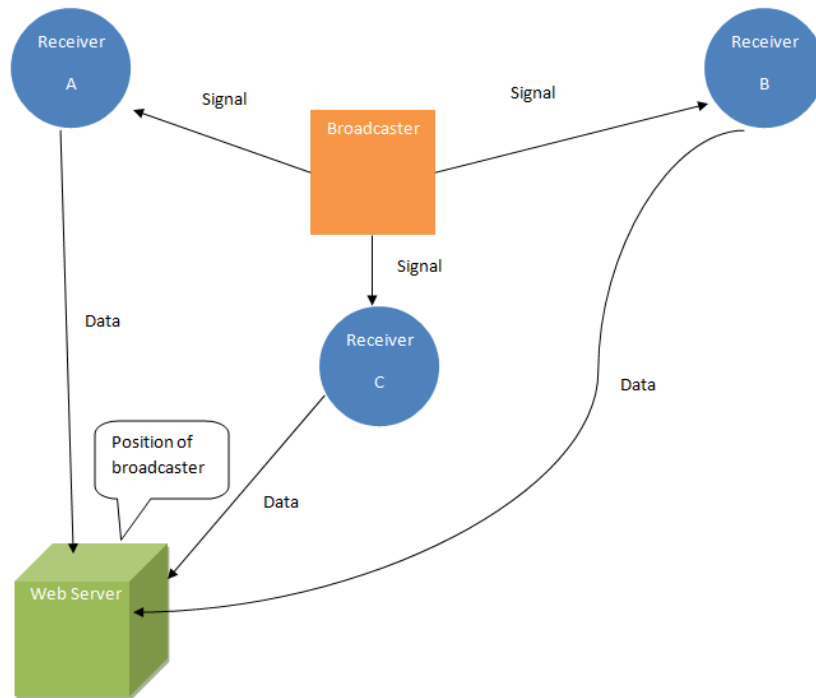 Receiver
A
Receiver
B
Signal
Signal
Broadcaster
Signal
Data
Receiver
C
Data
Position of
broadcaster
Data
Web Server